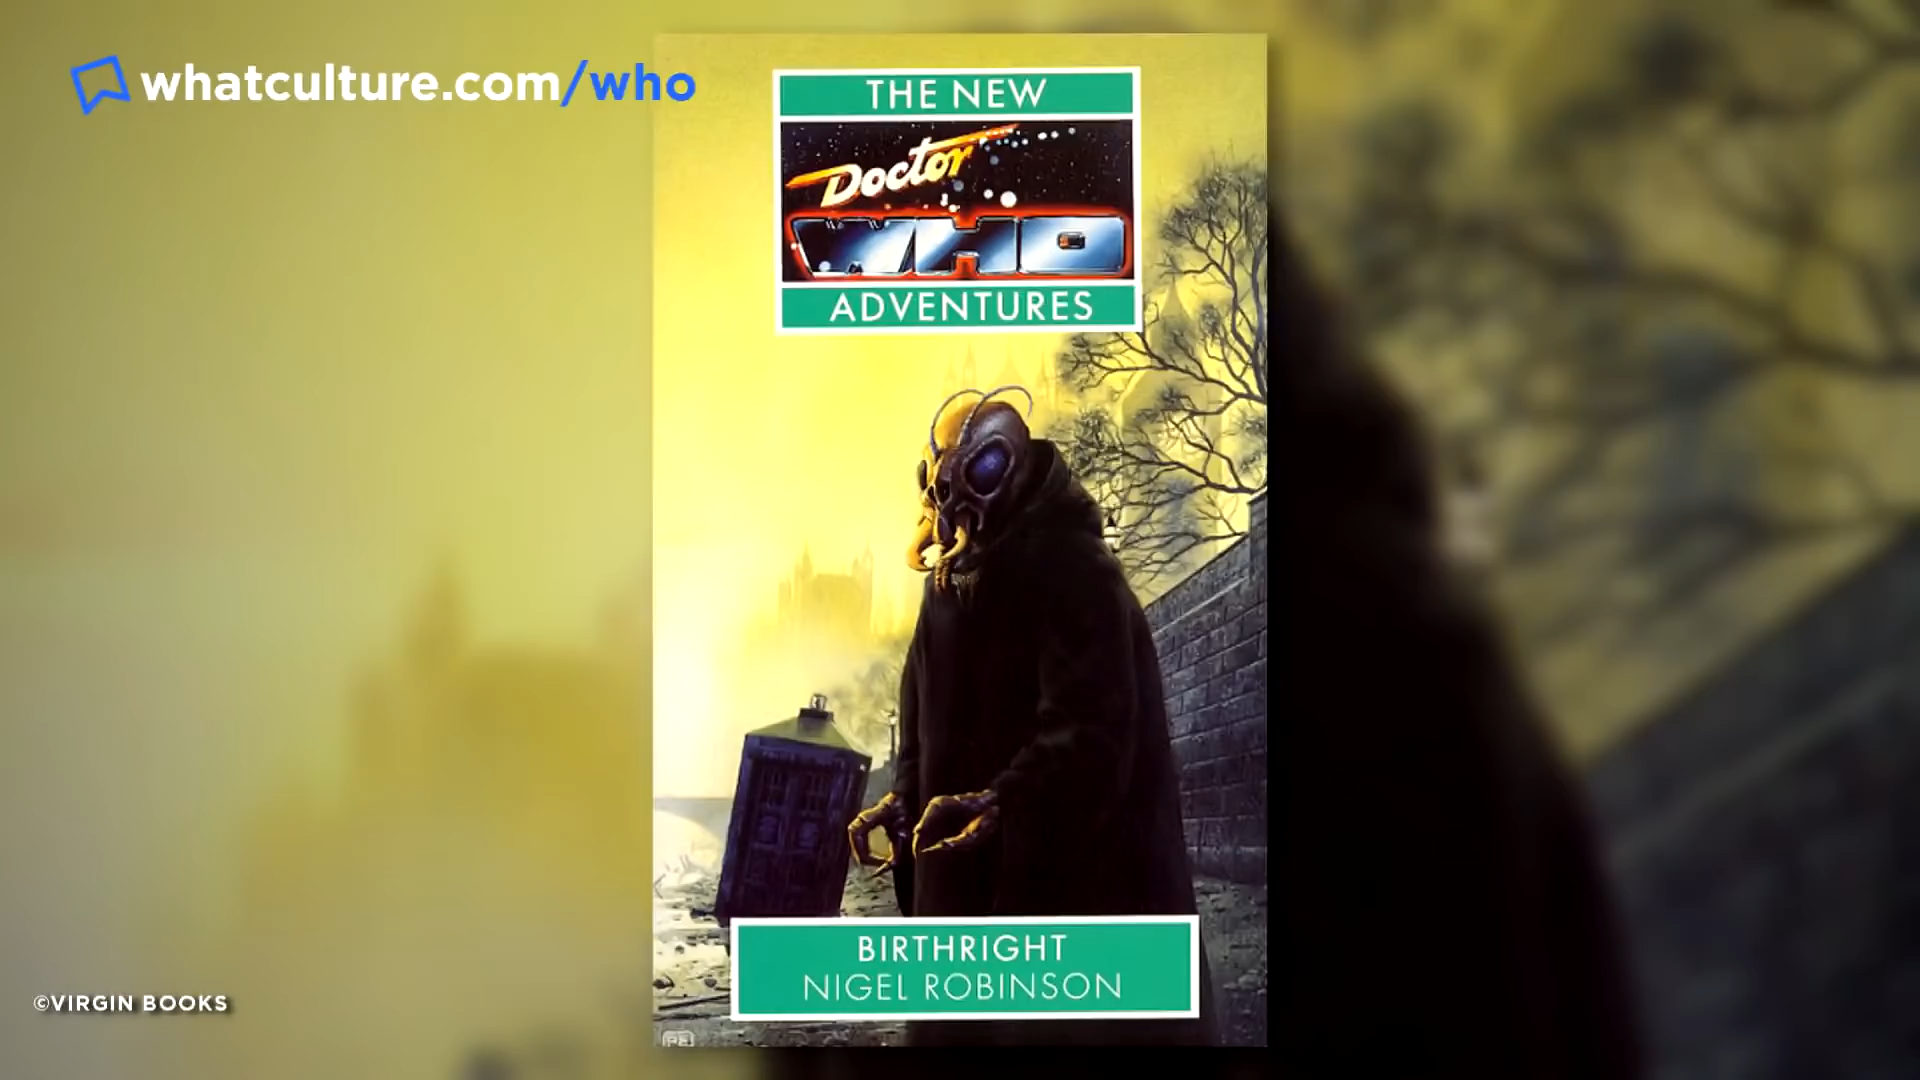 whatculture.com/who
THE NEW
Doctor
WHO
ADVENTURES
BIRTHRIGHT
NIGEL ROBINSON
©VIRGIN BOOKS